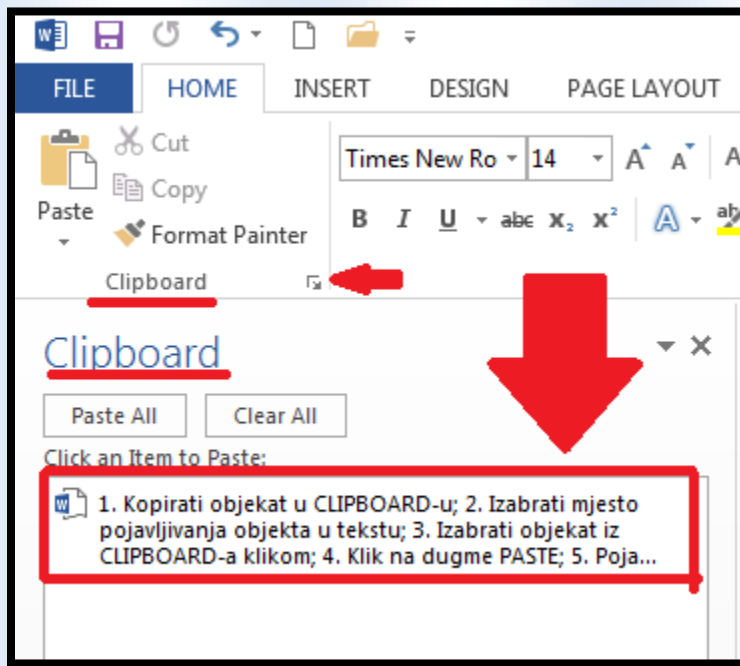 FILE HOME INSERT DESIGN PAGE LAYOUT
Cut
Times New Ro 14
Copy
Paste
Format Painter
B I U abc X₂ X²
Clipboard
Clipboard
Paste All Clear All
Click an Item to Paste:
1. Kopirati objekat u CLIPBOARD-u; 2. Izabrati mjesto
pojavljivanja objekta u tekstu; 3. Izabrati objekat iz
CLIPBOARD-a klikom; 4. Klik na dugme PASTE; 5. Poja...